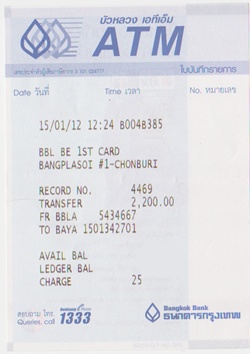 บัวหลวง เอทีเอ็ม
ATM
ใบบันทึกรายการ
Date วันที่ Time เวลา No. หมายเลข
15/01/12 12:24 B004B385
BBL BE 1ST CARD
BANGPLASOI #1-CHONBURI
RECORD NO. 4469
TRANSFER 2,200.00
FR BBLA 5434667
TO BAYA 1501342701
AVAIL BAL
LEDGER BAL
CHARGE 25
สอบถาม โทร.
Queries, call 1333
Bangkok Bank
ธนาคารกรุงเทพ